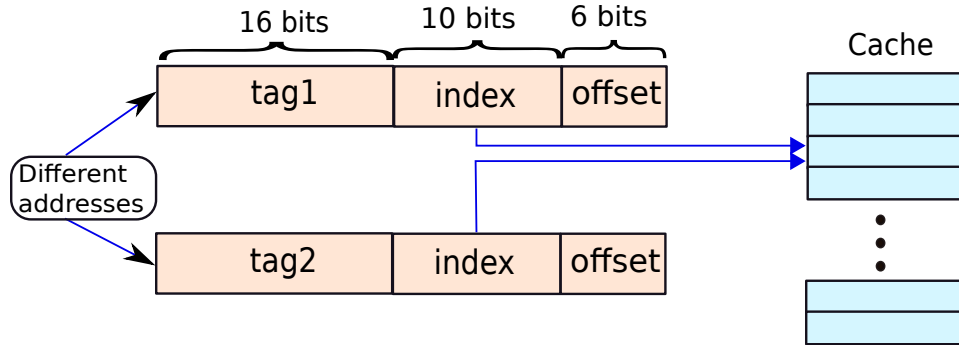 16 bits
10 bits
6 bits
Cache
tag1
index
offset
Different
addresses
tag2
index
offset